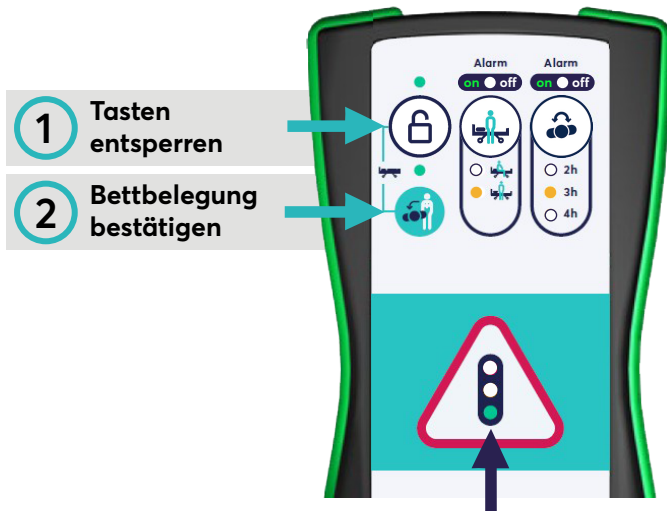 Alarm
Alarm
on off
on off
1
Tasten
entsperren
2
Bettbelegung
bestätigen
2h
3h
4h